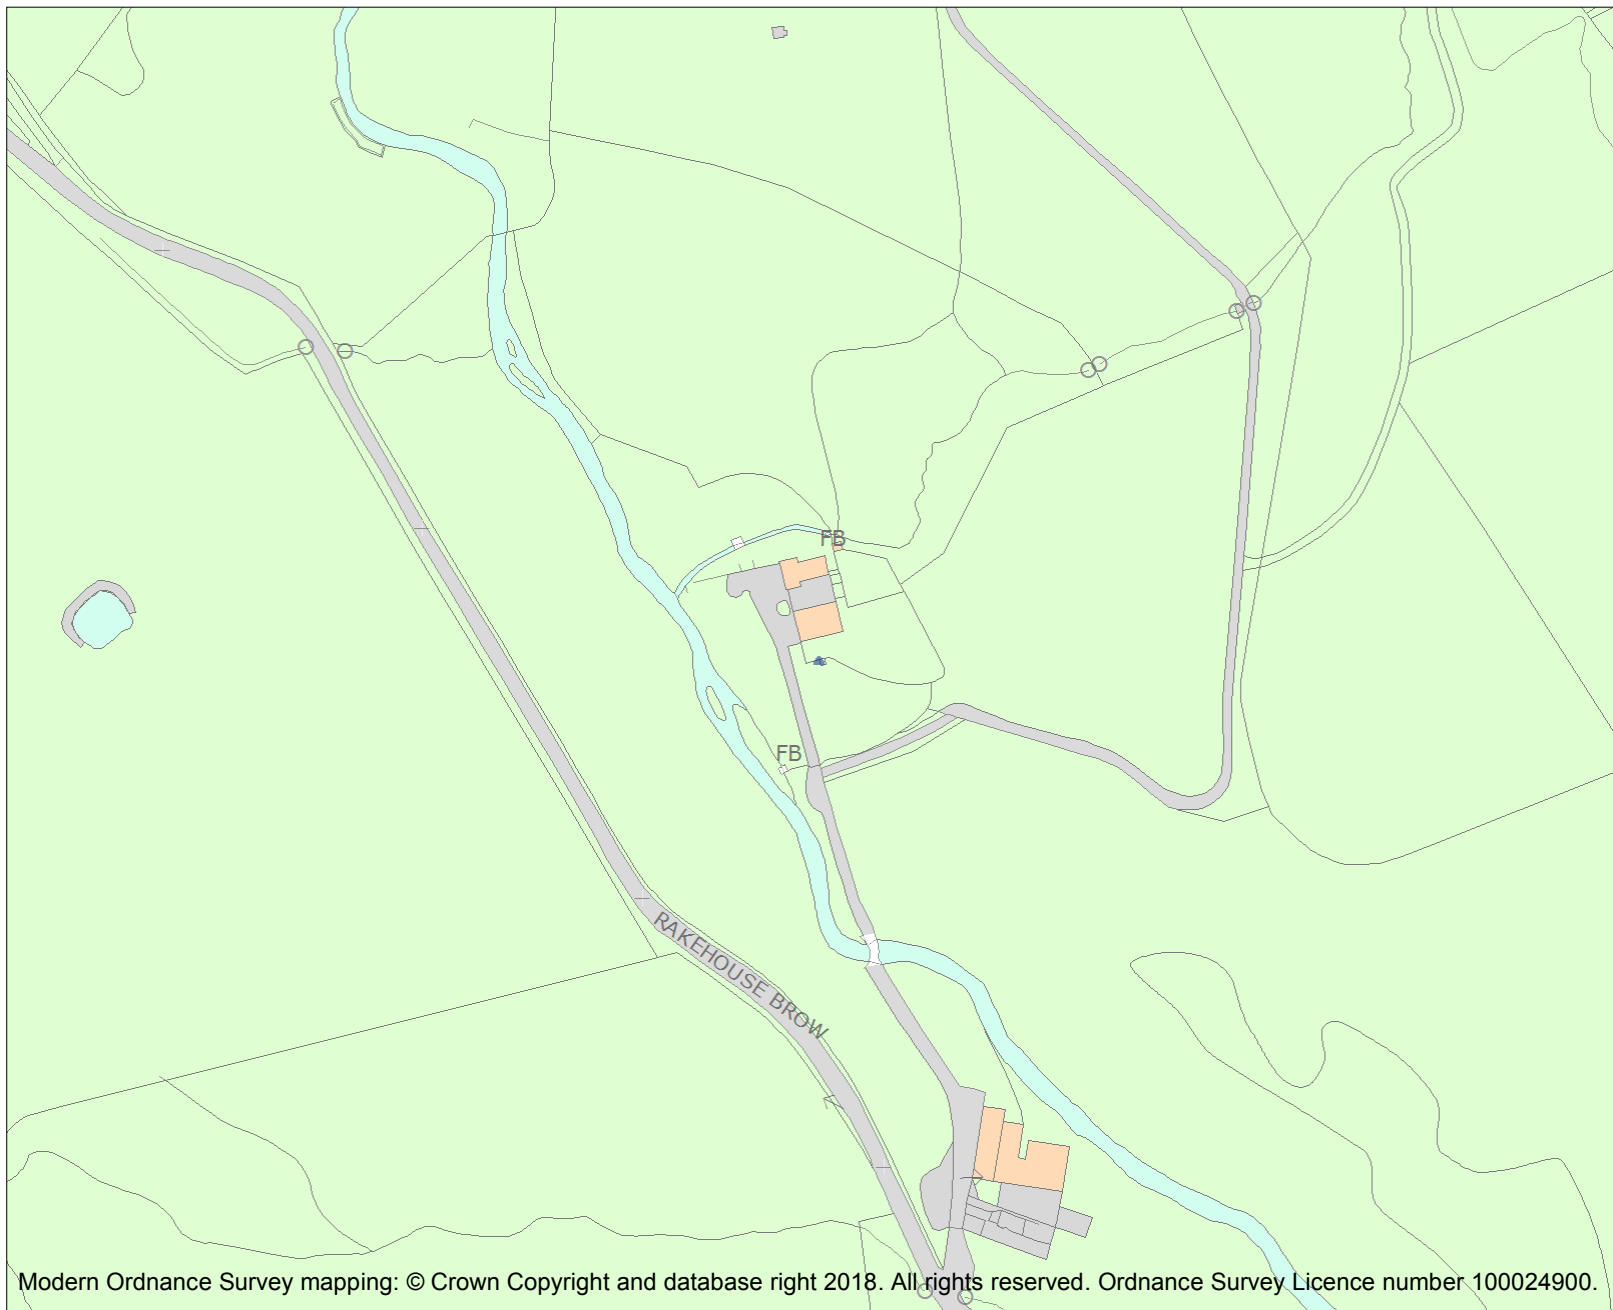 FB
FB
RAKEHOUSE BROW
Modern Ordnance Survey mapping: © Crown Copyright and database right 2018. All rights reserved. Ordnance Survey Licence number 100024900.